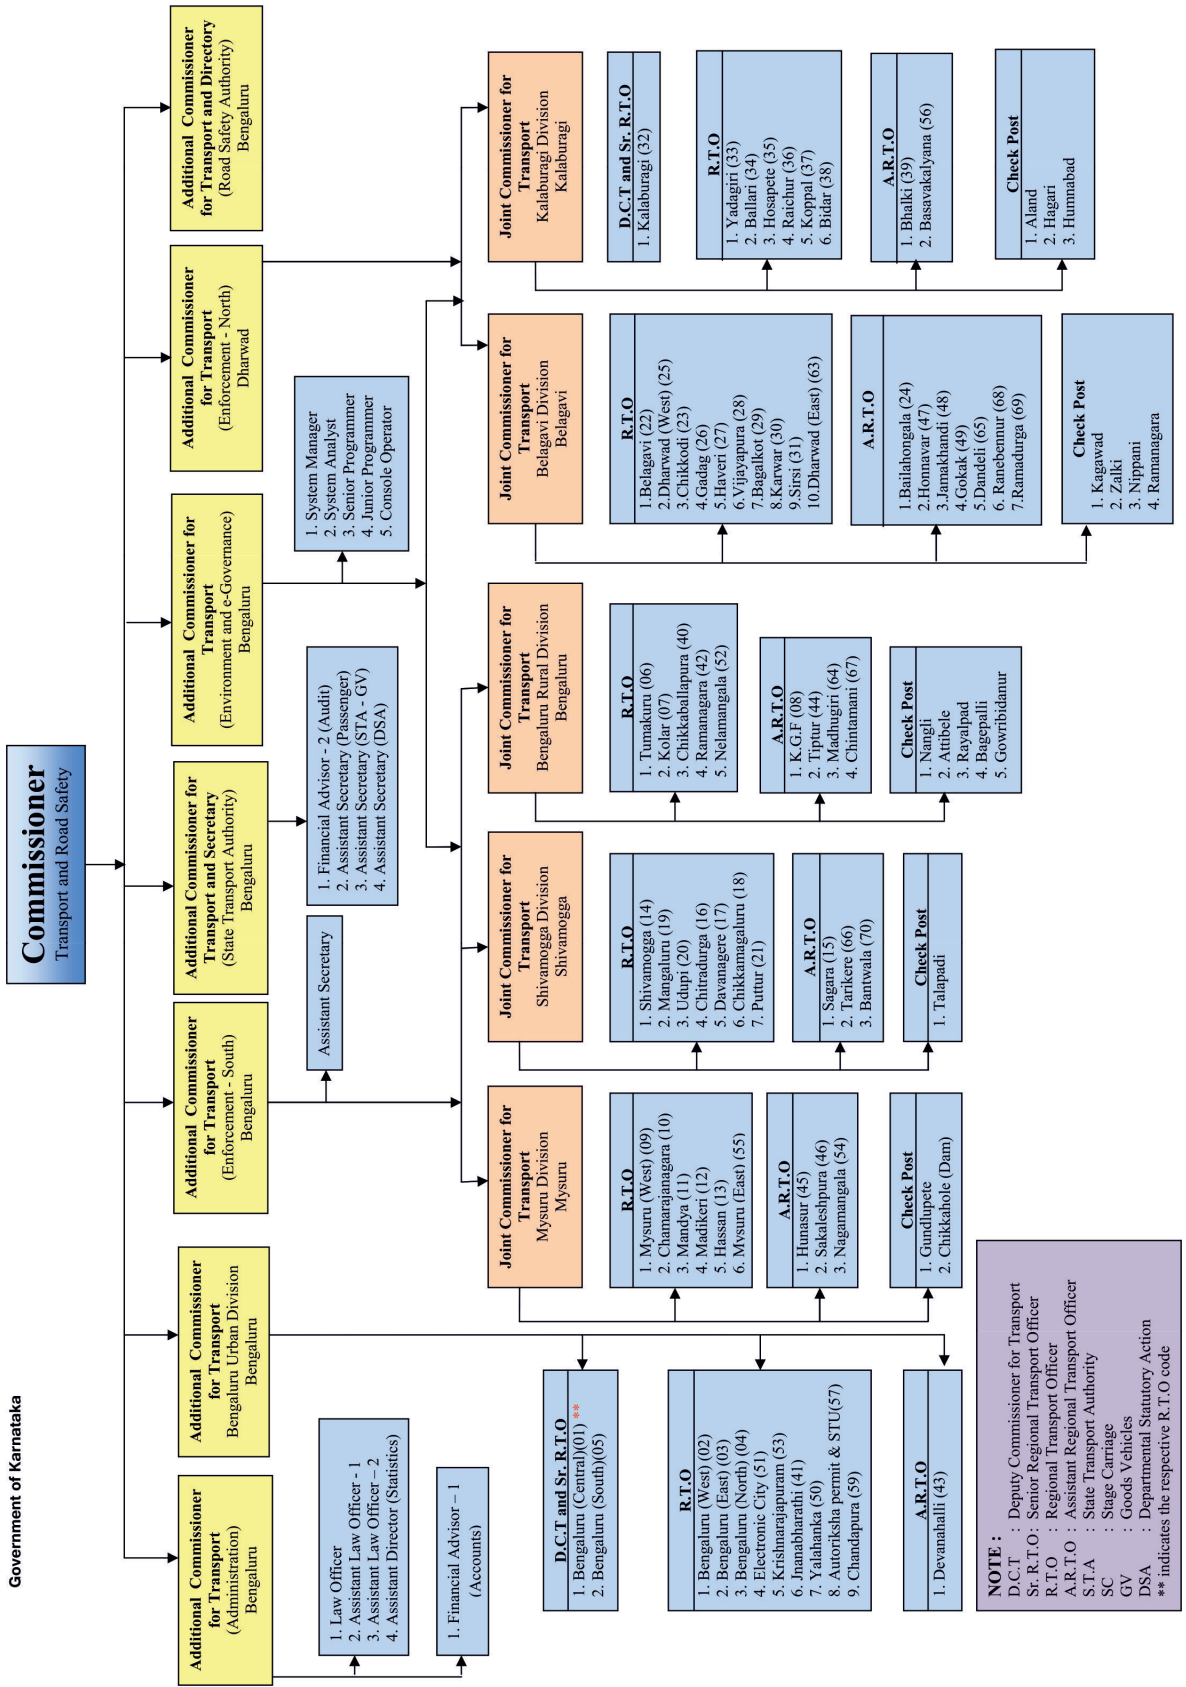 Government of Karnataka
Commissioner
Transport and Road Safety
Additional Commissioner
for Transport
(Administration)
Bengaluru
Additional Commissioner
for Transport
Bengaluru Urban Division
Bengaluru
Additional Commissioner
for Transport
(Enforcement - South)
Bengaluru
Additional Commissioner for
Transport and Secretary
(State Transport Authority)
Bengaluru
Additional Commissioner for
Transport
(Environment and e-Governance)
Bengaluru
Additional Commissioner
for Transport
(Enforcement - North)
Dharwad
Additional Commissioner
for Transport and Directory
(Road Safety Authority)
Bengaluru
1. Law Officer
2. Assistant Law Officer - 1
3. Assistant Law Officer – 2
4. Assistant Director (Statistics)
1. Financial Advisor – 1
(Accounts)
Assistant Secretary
1. Financial Advisor - 2 (Audit)
2. Assistant Secretary (Passenger)
3. Assistant Secretary (STA - GV)
4. Assistant Secretary (DSA)
1. System Manager
2. System Analyst
3. Senior Programmer
4. Junior Programmer
5. Console Operator
D.C.T and Sr. R.T.O
1. Bengaluru (Central)(01) **
2. Bengaluru (South)(05)
R.T.O
1. Bengaluru (West) (02)
2. Bengaluru (East) (03)
3. Bengaluru (North) (04)
4. Electronic City (51)
5. Krishnarajapuram (53)
6. Jnanabharathi (41)
7. Yalahanka (50)
8. Autoriksha permit & STU(57)
9. Chandapura (59)
A.R.T.O
1. Devanahalli (43)
Joint Commissioner for
Transport
Mysuru Division
Mysuru
R.T.O
1. Mysuru (West) (09)
2. Chamarajanagara (10)
3. Mandya (11)
4. Madikeri (12)
5. Hassan (13)
6. Mvsuru (East) (55)
A.R.T.O
1. Hunasur (45)
2. Sakaleshpura (46)
3. Nagamangala (54)
Check Post
1. Gundlupete
2. Chikkahole (Dam)
Joint Commissioner for
Transport
Shivamogga Division
Shivamogga
R.T.O
1. Shivamogga (14)
2. Mangaluru (19)
3. Udupi (20)
4. Chitradurga (16)
5. Davanagere (17)
6. Chikkamagaluru (18)
7. Puttur (21)
A.R.T.O
1. Sagara (15)
2. Tarikere (66)
3. Bantwala (70)
Check Post
1. Talapadi
Joint Commissioner for
Transport
Bengaluru Rural Division
Bengaluru
R.T.O
1. Tumakuru (06)
2. Kolar (07)
3. Chikkaballapura (40)
4. Ramanagara (42)
5. Nelamangala (52)
A.R.T.O
1. K.G.F (08)
2. Tiptur (44)
3. Madhugiri (64)
4. Chintamani (67)
Check Post
1. Nangli
2. Attibele
3. Rayalpad
4. Bagepalli
5. Gowribidanur
Joint Commissioner for
Transport
Belagavi Division
Belagavi
R.T.O
1.Belagavi (22)
2. Dharwad (West) (25)
3.Chikkodi (23)
4.Gadag (26)
5.Haveri (27)
6.Vijayapura (28)
7.Bagalkot (29)
8.Karwar (30)
9.Sirsi (31)
10.Dharwad (East) (63)
A.R.T.O
1.Bailahongala (24)
2.Honnavar (47)
3.Jamakhandi (48)
4.Gokak (49)
5.Dandeli (65)
6. Ranebennur (68)
7.Ramadurga (69)
Check Post
1. Kagawad
2. Zalki
3. Nippani
4. Ramanagara
Joint Commissioner for
Transport
Kalaburagi Division
Kalaburagi
D.C.T and Sr. R.T.O
1. Kalaburagi (32)
R.T.O
1. Yadagiri (33)
2. Ballari (34)
3. Hosapete (35)
4. Raichur (36)
5. Koppal (37)
6. Bidar (38)
A.R.T.O
1. Bhalki (39)
2. Basavakalyana (56)
Check Post
1. Aland
2. Hagari
3. Humnabad
NOTE :
D.C.T : Deputy Commissioner for Transport
Sr. R.T.O: Senior Regional Transport Officer
R.T.O : Regional Transport Officer
A.R.T.O : Assistant Regional Transport Officer
S.T.A : State Transport Authority
SC : Stage Carriage
GV : Goods Vehicles
DSA : Departmental Statutory Action
** indicates the respective R.T.O code